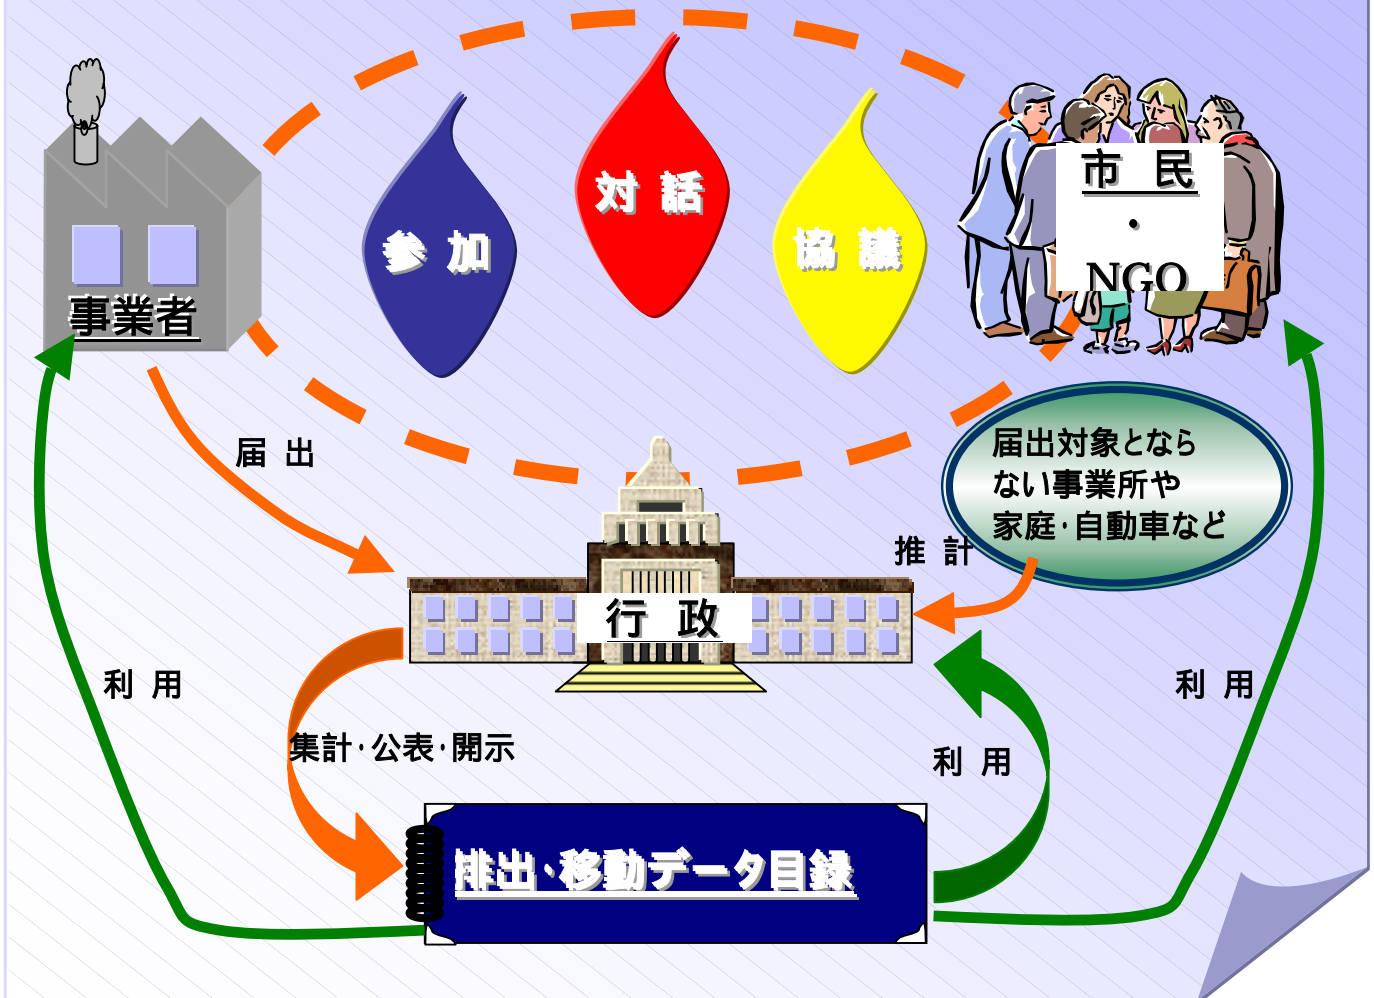 対 話
参 加
協 議
市 民
・
NGO
事業者
届 出
届出対象となら
ない事業所や
家庭・自動車など
推 計
行 政
利 用
利 用
集計・公表・開示
利 用
排出・移動データ目録